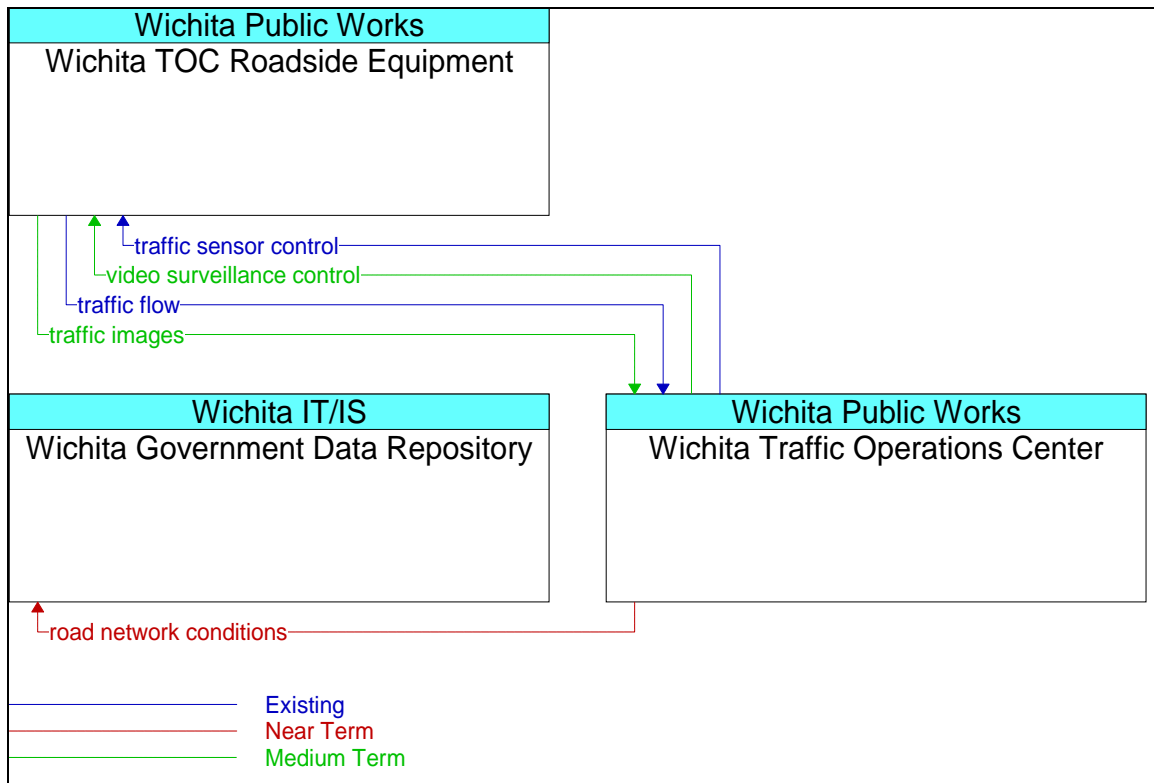 Wichita Public Works
Wichita TOC Roadside Equipment
traffic sensor control
video surveillance control
traffic flow
traffic images
Wichita IT/IS
Wichita Government Data Repository
Wichita Public Works
Wichita Traffic Operations Center
road network conditions
Existing
Near Term
Medium Term